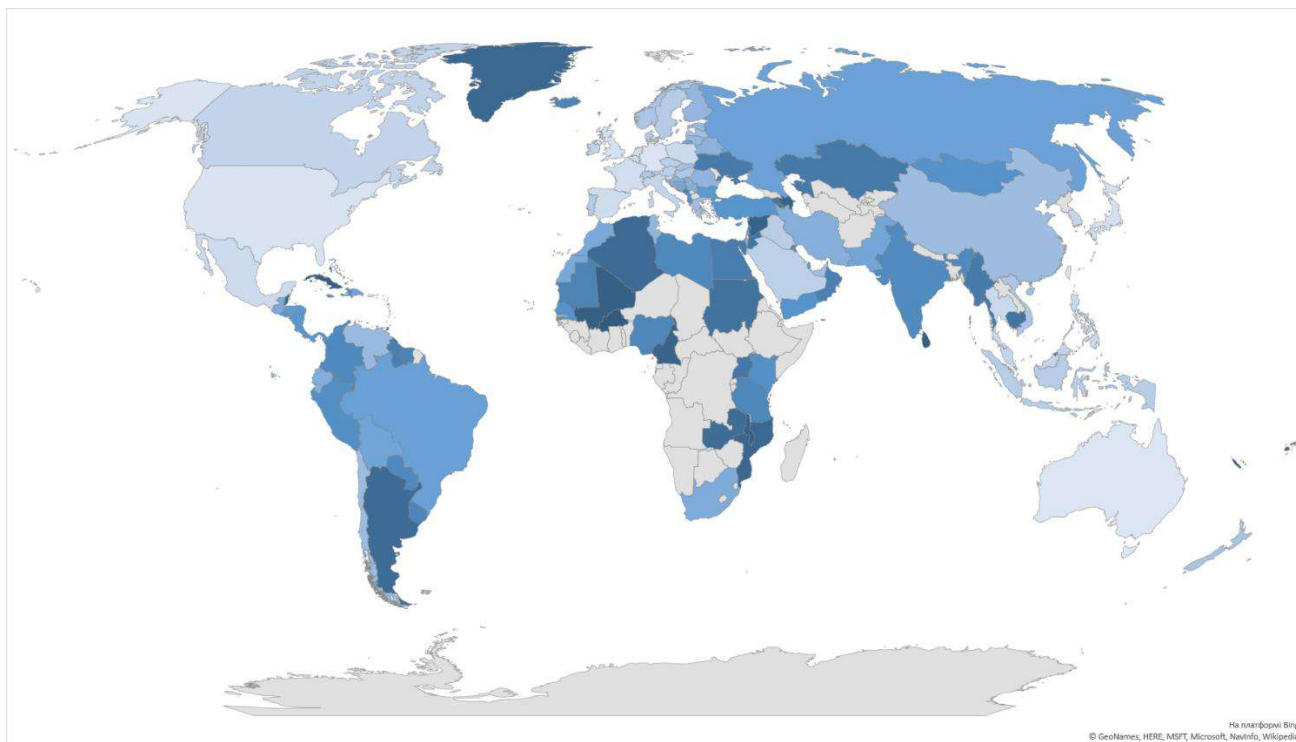 На платформі Bing
© GeoNames, HERE, MSFT, Microsoft, NavInfo, Wikipedia